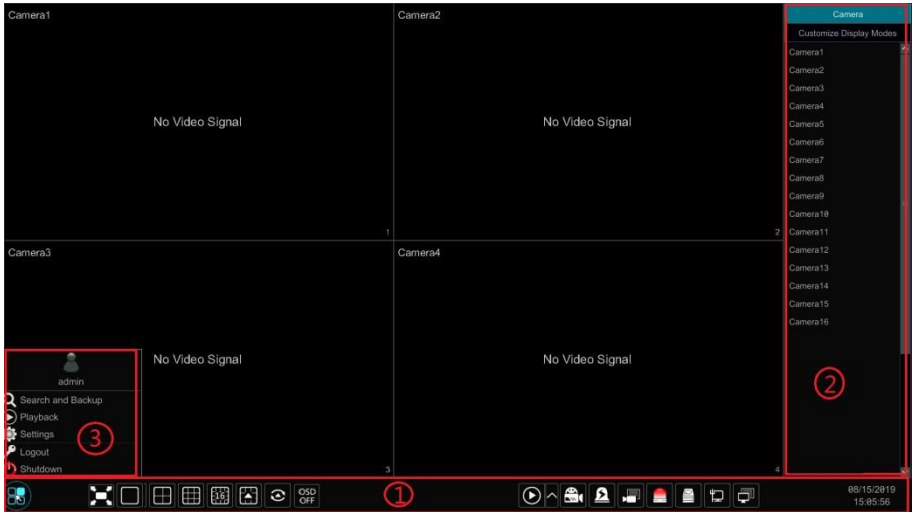 Camera1
Camera2
No Video Signal
No Video Signal
1
2
Camera3
Camera4
No Video Signal
No Video Signal
3
4
Camera
Customize Display Modes
Camera1
Camera2
Camera3
Camera4
Camera5
Camera6
Camera7
Camera8
Camera9
Camera10
Camera11
Camera12
Camera13
Camera14
Camera15
Camera16
②
admin
Search and Backup
Playback
Settings
Logout
Shutdown
③
16
OSD
OFF
①
08/15/2019
15:05:56